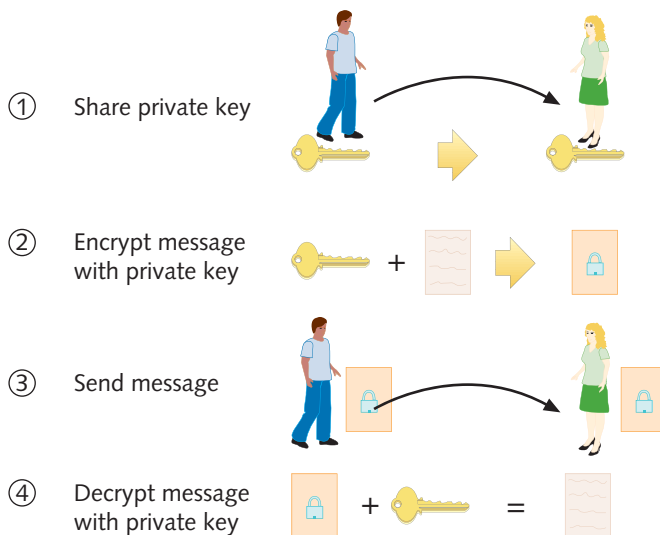 ① Share private key
② Encrypt message
with private key
+
③ Send message
④ Decrypt message
with private key
+ =